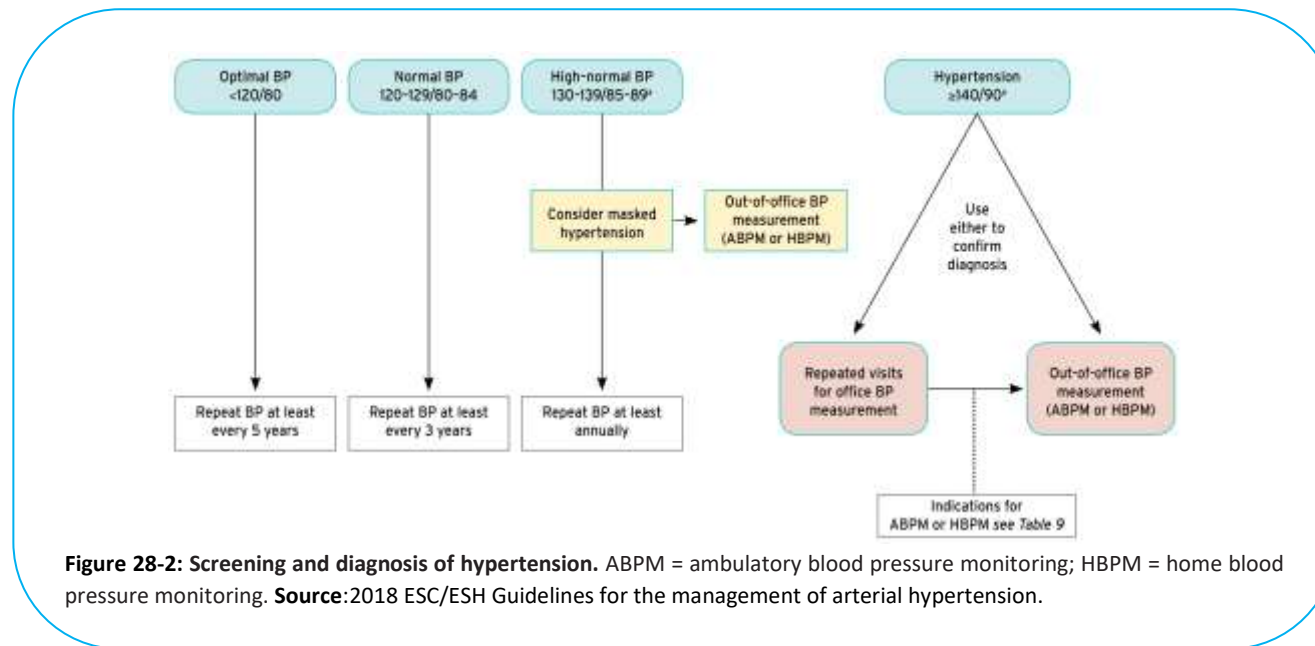 Optimal BP
<120/80
Normal BP
120-129/80-84
High-normal BP
130-139/85-89ᵃ
Hypertension
≥140/90ᵃ
Consider masked
hypertension
Out-of-office BP
measurement
(ABPM or HBPM)
Use
either to
confirm
diagnosis
Repeat BP at least
every 5 years
Repeat BP at least
every 3 years
Repeat BP at least
annually
Repeated visits
for office BP
measurement
Out-of-office BP
measurement
(ABPM or HBPM)
Indications for
ABPM or HBPM see Table 9
Figure 28-2: Screening and diagnosis of hypertension. ABPM = ambulatory blood pressure monitoring; HBPM = home blood
pressure monitoring. Source:2018 ESC/ESH Guidelines for the management of arterial hypertension.